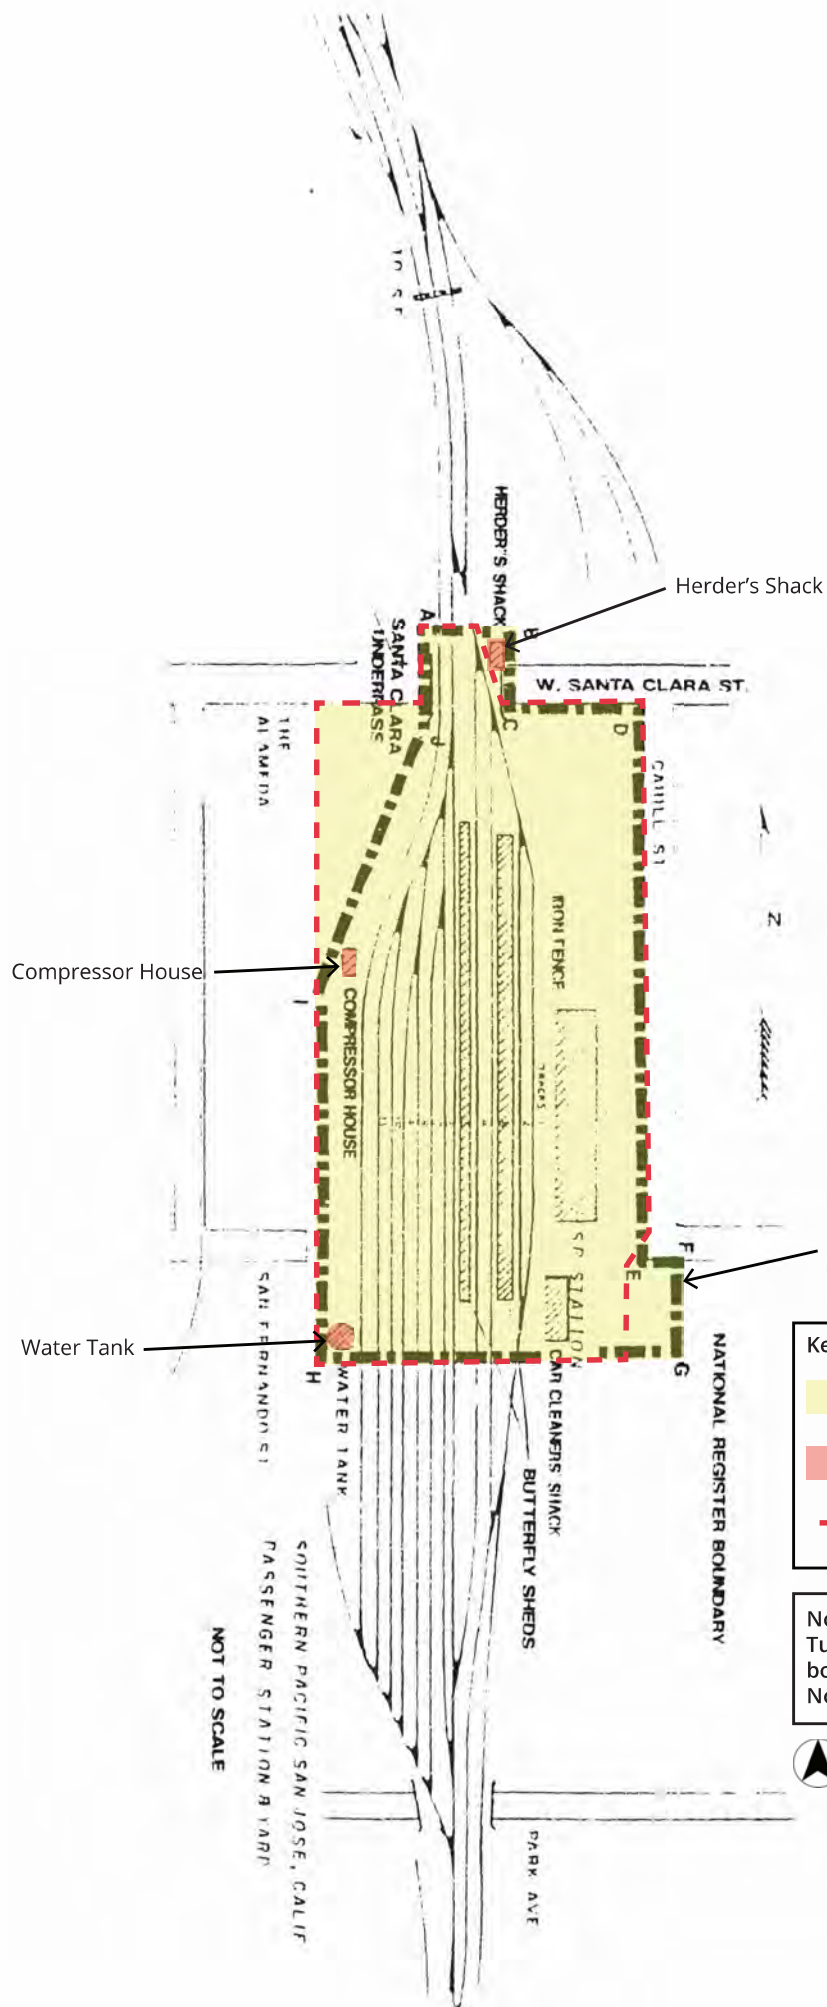 HERDER'S SHACK
Herder's Shack
A
B
SANTA CLARA
UNDERPASS
W. SANTA CLARA ST.
C
D
J
THE
ALAMEDA
CAHILL ST
N
IRON FENCE
Compressor House
I
COMPRESSOR HOUSE
TRACKS
SP STATION
F
E
Water Tank
H
G
WATER TANK
CAR CLEANERS SHACK
SAN FERNANDO ST
BUTTERFLY SHEDS
NATIONAL REGISTER BOUNDARY
SOUTHERN PACIFIC SAN JOSE, CALIF
PASSENGER STATION & YARD
NOT TO SCALE
PARK AVE